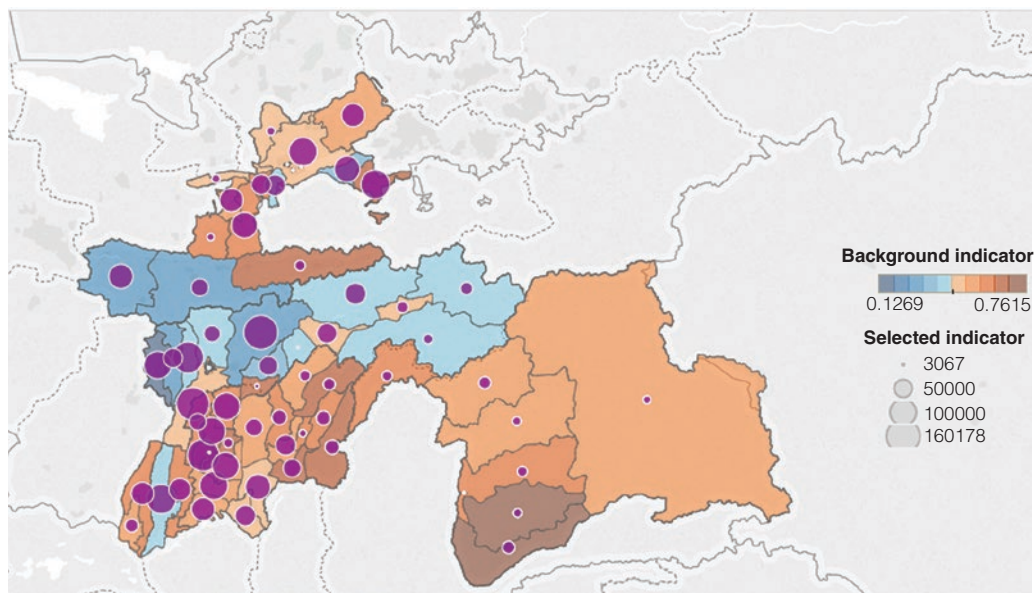 Background indicator
0.1269 0.7615
Selected indicator
3067
50000
100000
160178